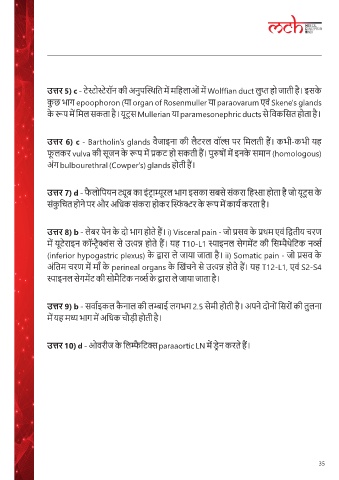 mch
उत्तर 5) c - टेस्टोस्टेरॉन की अनुपस्थिति में महिलाओं में Wolffian duct लुप्त हो जाती है। इसके
कुछ भाग epoophoron (या organ of Rosenmuller या paraovarum एवं Skene's glands
के रूप में मिल सकता है। यूट्रस Mullerian या paramesonephric ducts से विकसित होता है।
उत्तर 6) c - Bartholin's glands वैजाइना की लैटरल वॉल्स पर मिलती हैं। कभी-कभी यह
फूलकर vulva की सूजन के रूप में प्रकट हो सकती हैं। पुरुषों में इनके समान (homologous)
अंग bulbourethral (Cowper's) glands होती हैं।
उत्तर 7) d - फैलोपियन ट्यूब का इंट्राम्यूरल भाग इसका सबसे संकरा हिस्सा होता है जो यूट्रस के
संकुचित होने पर और अधिक संकरा होकर स्फिंक्टर के रूप में कार्य करता है।
उत्तर 8) b - लेबर पेन के दो भाग होते हैं। i) Visceral pain - जो प्रसव के प्रथम एवं द्वितीय चरण
में यूटेराइन कॉन्ट्रैक्शंस से उत्पन्न होते हैं। यह T10-L1 स्पाइनल सेगमेंट की सिम्पैथेटिक नर्व्स
(inferior hypogastric plexus) के द्वारा ले जाया जाता है। ii) Somatic pain - जो प्रसव के
अंतिम चरण में माँ के perineal organs के खिंचने से उत्पन्न होते हैं। यह T12-L1, एवं S2-S4
स्पाइनल सेगमेंट की सोमैटिक नर्व्स के द्वारा ले जाया जाता है।
उत्तर 9) b - सर्वाइकल कैनाल की लम्बाई लगभग 2.5 सेमी होती है। अपने दोनों सिरों की तुलना
में यह मध्य भाग में अधिक चौड़ी होती है।
उत्तर 10) d - ओवरीज के लिम्फैटिक्स paraaortic LN में ड्रेन करते हैं।
35